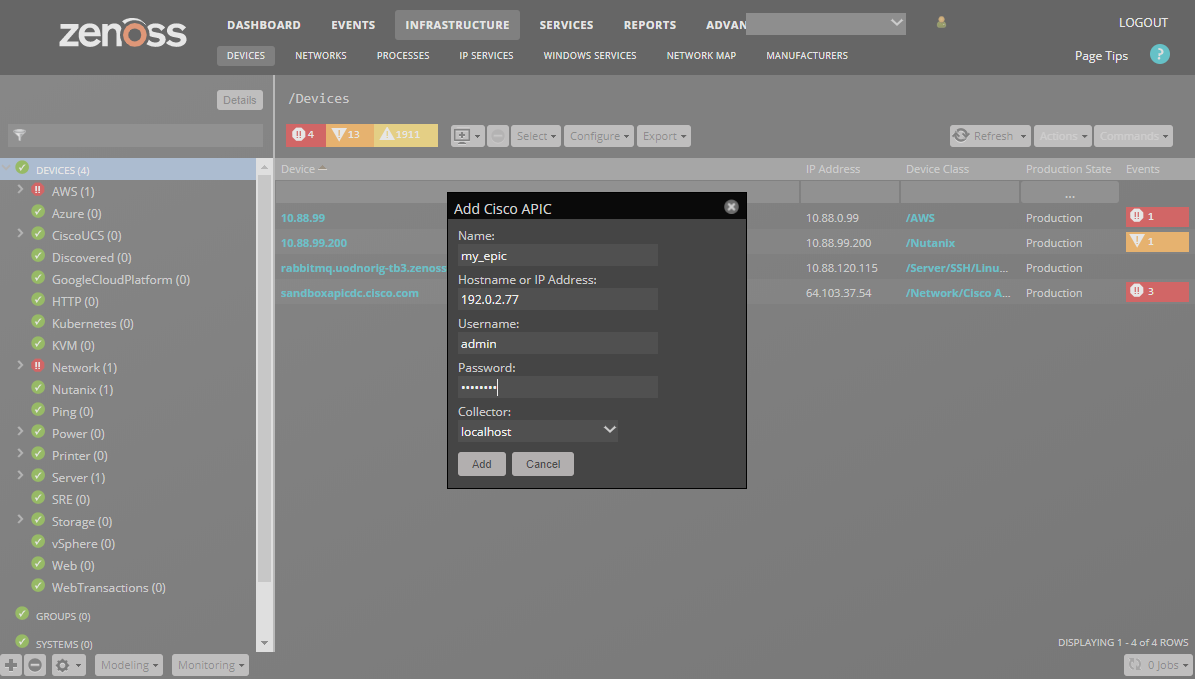 zenoss
DASHBOARD EVENTS INFRASTRUCTURE SERVICES REPORTS ADVAN
LOGOUT
DEVICES NETWORKS PROCESSES IP SERVICES WINDOWS SERVICES NETWORK MAP MANUFACTURERS
Page Tips ?
Details
/Devices
4 13 1911 Select Configure Export Refresh Actions Commands
DEVICES (4)
AWS (1)
Azure (0)
CiscoUCS (0)
Discovered (0)
GoogleCloudPlatform (0)
HTTP (0)
Kubernetes (0)
KVM (0)
Network (1)
Nutanix (1)
Ping (0)
Power (0)
Printer (0)
Server (1)
SRE (0)
Storage (0)
vSphere (0)
Web (0)
WebTransactions (0)
GROUPS (0)
SYSTEMS (0)
Modeling Monitoring
Device IP Address Device Class Production State Events
...
10.88.99 10.88.0.99 /AWS Production 1
10.88.99.200 10.88.99.200 /Nutanix Production 1
rabbitmq.uodnorig-tb3.zenoss 10.88.120.115 /Server/SSH/Linu... Production
sandboxapicdc.cisco.com 64.103.37.54 /Network/Cisco A... Production 3
Add Cisco APIC
Name:
my_epic
Hostname or IP Address:
192.0.2.77
Username:
admin
Password:
••••••••
Collector:
localhost
Add Cancel
DISPLAYING 1 - 4 of 4 ROWS
0 Jobs